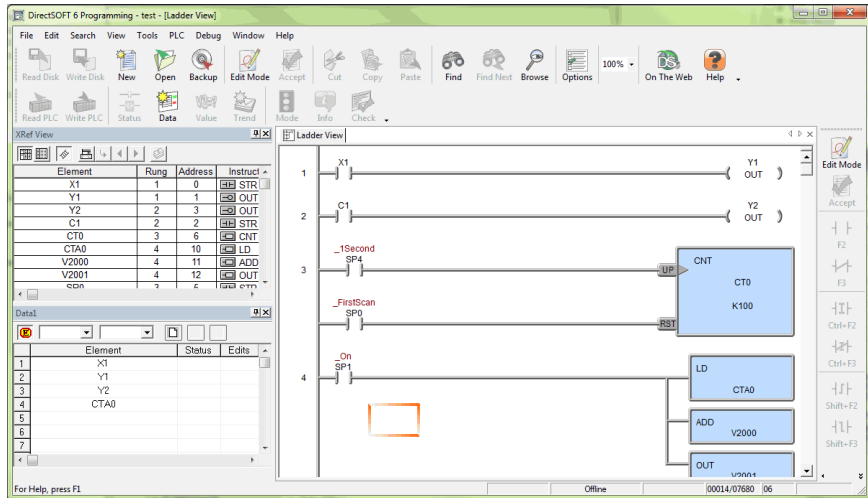 DirectSOFT 6 Programming - test - [Ladder View]
File Edit Search View Tools PLC Debug Window Help
Read Disk Write Disk New Open Backup Edit Mode Accept Cut Copy Paste Find Find Next Browse Options 100% On The Web Help
Read PLC Write PLC Status Data Value Trend Mode Info Check
XRef View
Element Rung Address Instruct
X1 1 0 STR
Y1 1 1 OUT
Y2 2 3 OUT
C1 2 2 STR
CT0 3 6 CNT
CTA0 4 10 LD
V2000 4 11 ADD
V2001 4 12 OUT
SP0 3 6 STR
Data1
Element Status Edits
1 X1
2 Y1
3 Y2
4 CTA0
5
6
7
Ladder View
1 X1 Y1 OUT
2 C1 Y2 OUT
3 _1Second SP4 UP CNT CT0 K100
_FirstScan SP0 RST
4 _On SP1 LD CTA0
ADD V2000
OUT V2001
Edit Mode
Accept
F2
F3
Ctrl+F2
Ctrl+F3
Shift+F2
Shift+F3
For Help, press F1 Offline 00014/07680 06